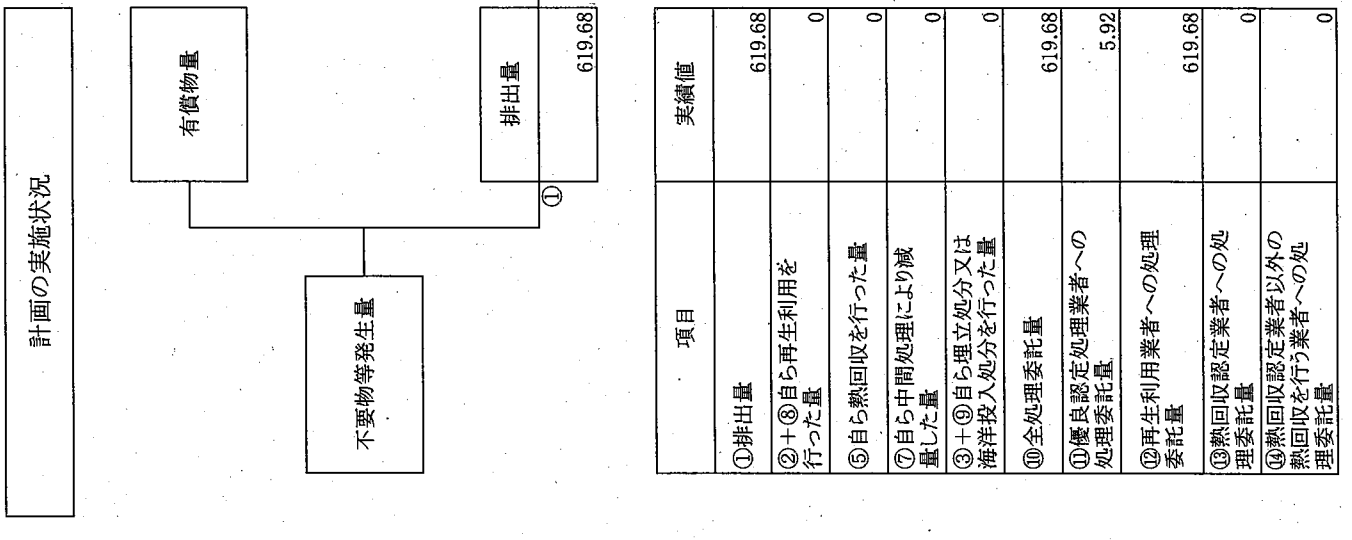 計画の実施状況
有償物量
不要物等発生量
排出量
①
619.68
項目
実績値
①排出量
619.68
②+⑧自ら再生利用を
行った量
0
⑤自ら熱回収を行った量
0
⑦自ら中間処理により減
量した量
0
③+⑨自ら埋立処分又は
海洋投入処分を行った量
0
⑩全処理委託量
619.68
⑪優良認定処理業者への
処理委託量
5.92
⑫再生利用業者への処理
委託量
619.68
⑬熱回収認定業者への処
理委託量
0
⑭熱回収認定業者以外の
熱回収を行う業者への処
理委託量
0